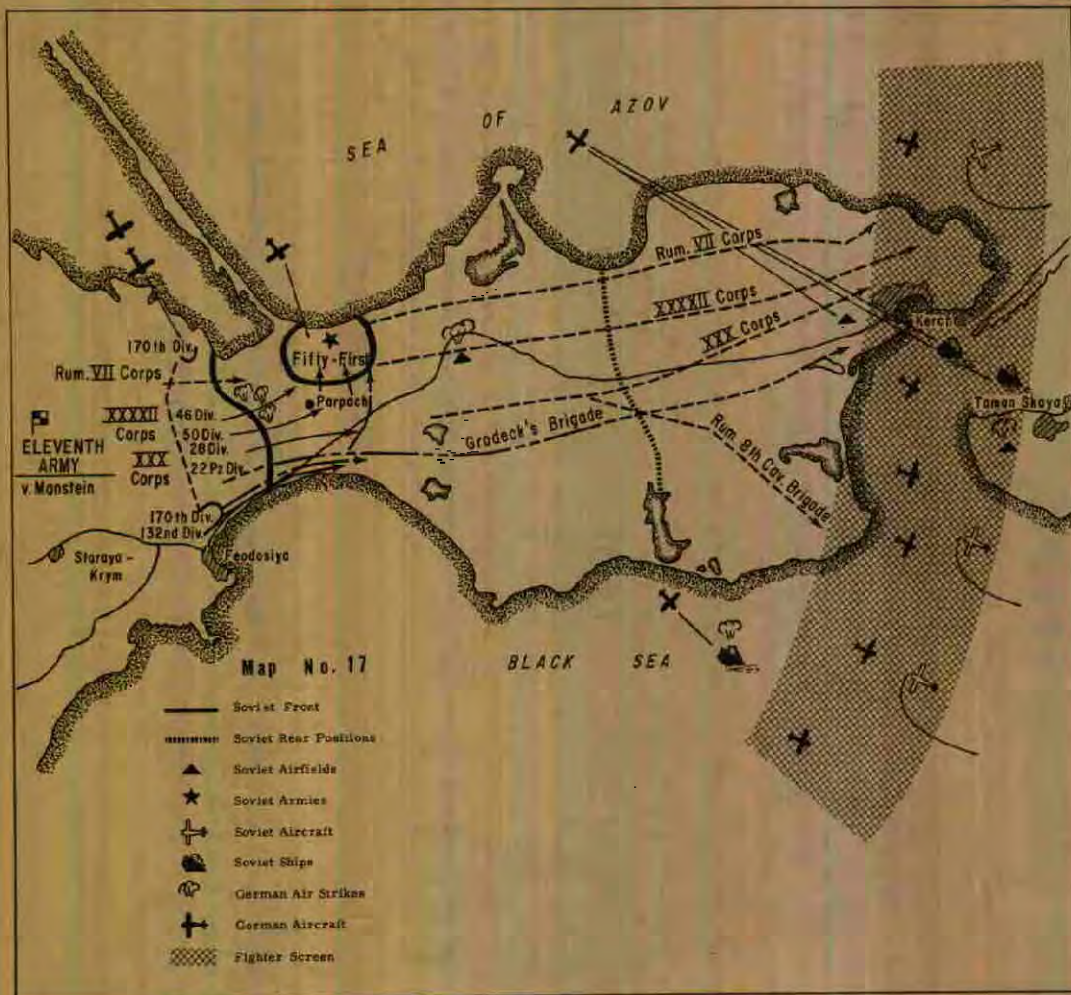 SEA OF AZOV
Rum. VII Corps
XXXXII Corps
XXX Corps
Kerch
170th Div.
Fifty-First
Rum. VII Corps
Parpach
Taman Skaya
XXXXII
Corps
46 Div.
50 Div.
28 Div.
ELEVENTH
ARMY
v. Manstein
XXX
Corps
22 Pz Div.
Grodeck's Brigade
Rum. 8th Cav. Brigade
170th Div.
132nd Div.
Staraya-
Krym
Feodosiya
BLACK SEA
Map No. 17
Soviet Front
Soviet Rear Positions
Soviet Airfields
Soviet Armies
Soviet Aircraft
Soviet Ships
German Air Strikes
German Aircraft
Fighter Screen